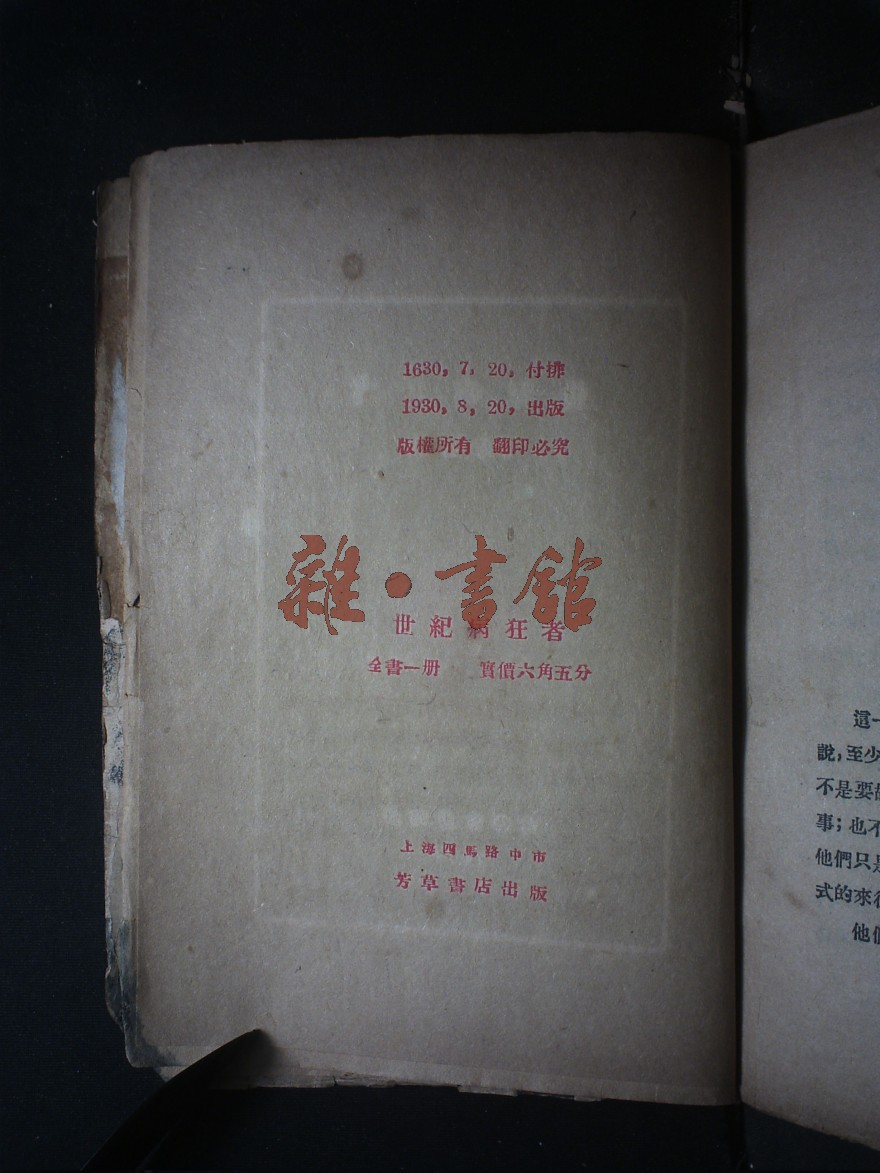 1630，7，20，付排
1930，8，20，出版
版權所有　翻印必究
雜·書館
世紀病狂者
全書一册　實價六角五分
上海四馬路中市
芳草書店出版
這一
說，至少
不是要
事；也不
他們只是
式的來
他們